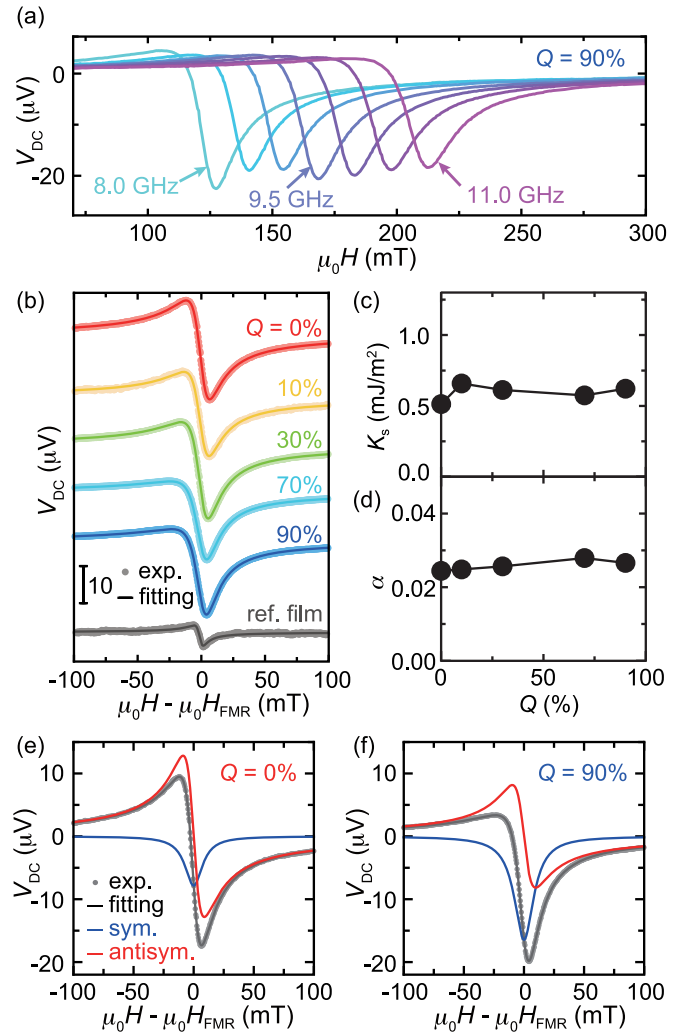 (a)
Q = 90%
V_DC (μV)
0
-20
8.0 GHz
9.5 GHz
11.0 GHz
100 150 200 250 300
μ₀H (mT)
(b)
Q = 0%
10%
30%
70%
90%
V_DC (μV)
10
exp.
fitting
ref. film
-100 -50 0 50 100
μ₀H - μ₀H_FMR (mT)
(c)
K_s (mJ/m²)
1.0
0.5
0.0
(d)
α
0.04
0.02
0.00
0 50 100
Q (%)
(e)
Q = 0%
V_DC (μV)
10
0
-10
-20
exp.
fitting
sym.
antisym.
-100 -50 0 50 100
μ₀H - μ₀H_FMR (mT)
(f)
Q = 90%
V_DC (μV)
10
0
-10
-20
-100 -50 0 50 100
μ₀H - μ₀H_FMR (mT)